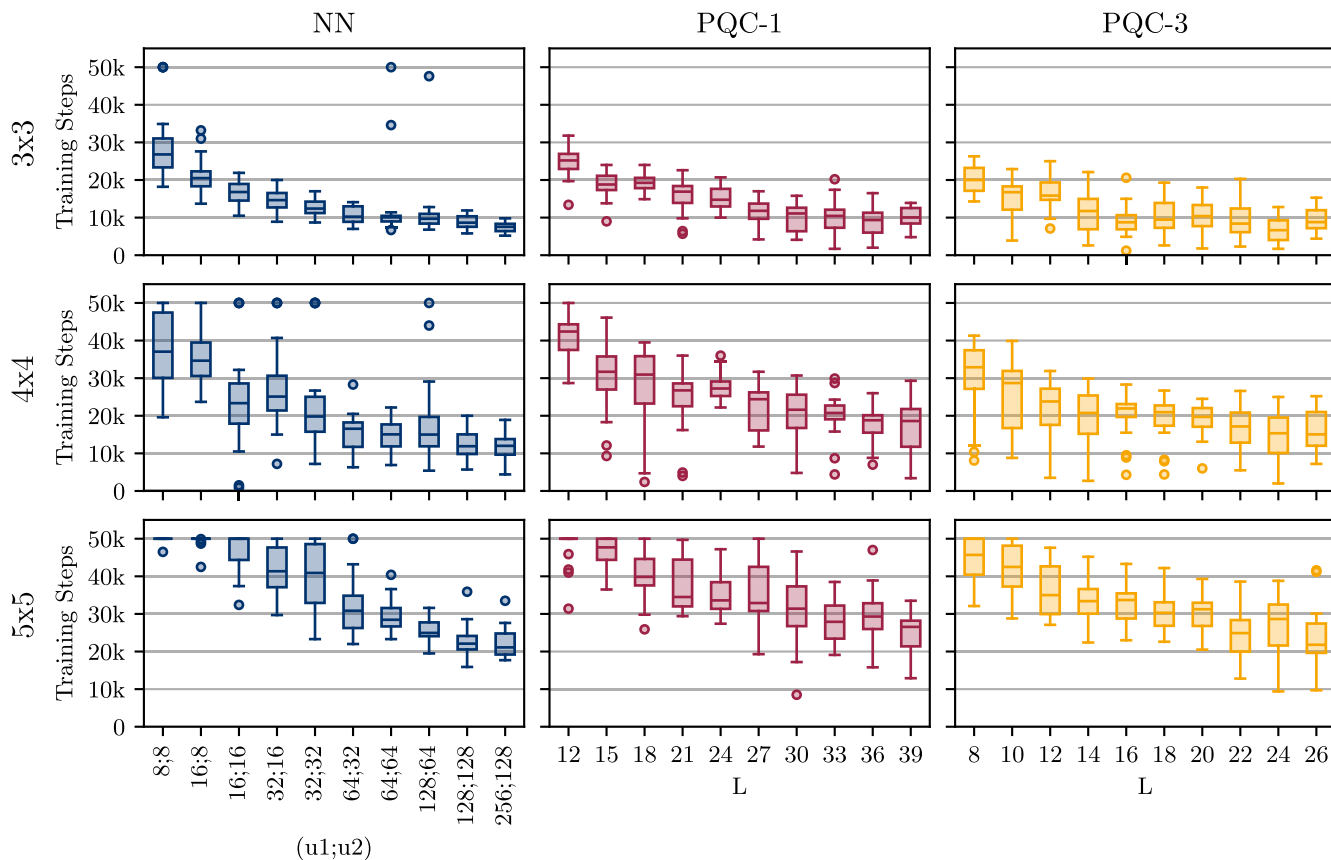 NN PQC-1 PQC-3
3x3
Training Steps
50k
40k
30k
20k
10k
0
4x4
Training Steps
50k
40k
30k
20k
10k
0
5x5
Training Steps
50k
40k
30k
20k
10k
0
8;8 16;8 16;16 32;16 32;32 64;32 64;64 128;64 128;128 256;128
(u1;u2)
12 15 18 21 24 27 30 33 36 39
L
8 10 12 14 16 18 20 22 24 26
L